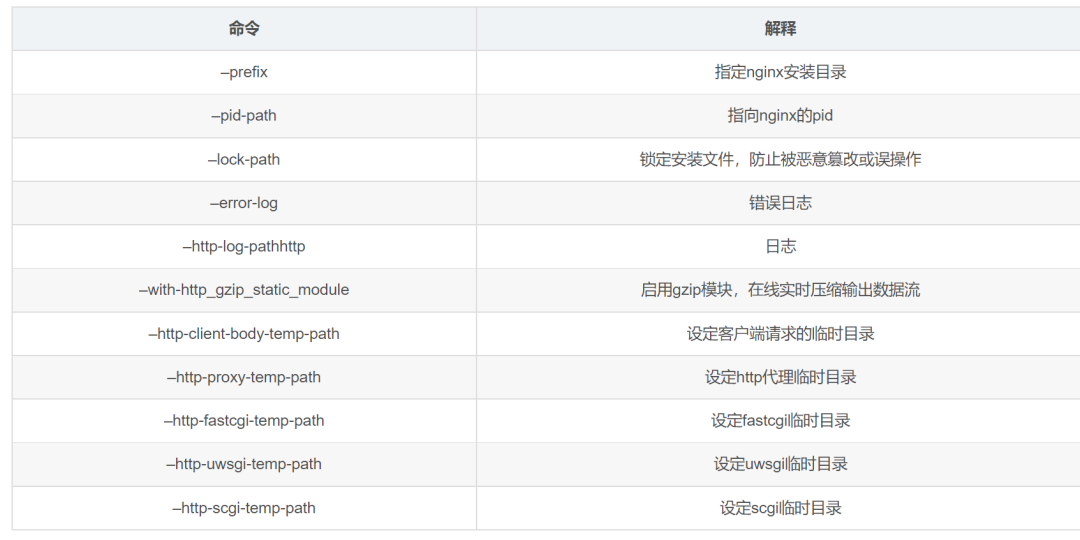 命令 解释
–prefix 指定nginx安装目录
–pid-path 指向nginx的pid
–lock-path 锁定安装文件，防止被恶意篡改或误操作
–error-log 错误日志
–http-log-pathhttp 日志
–with-http_gzip_static_module 启用gzip模块，在线实时压缩输出数据流
–http-client-body-temp-path 设定客户端请求的临时目录
–http-proxy-temp-path 设定http代理临时目录
–http-fastcgi-temp-path 设定fastcgi临时目录
–http-uwsgi-temp-path 设定uwsgi临时目录
–http-scgi-temp-path 设定scgi临时目录